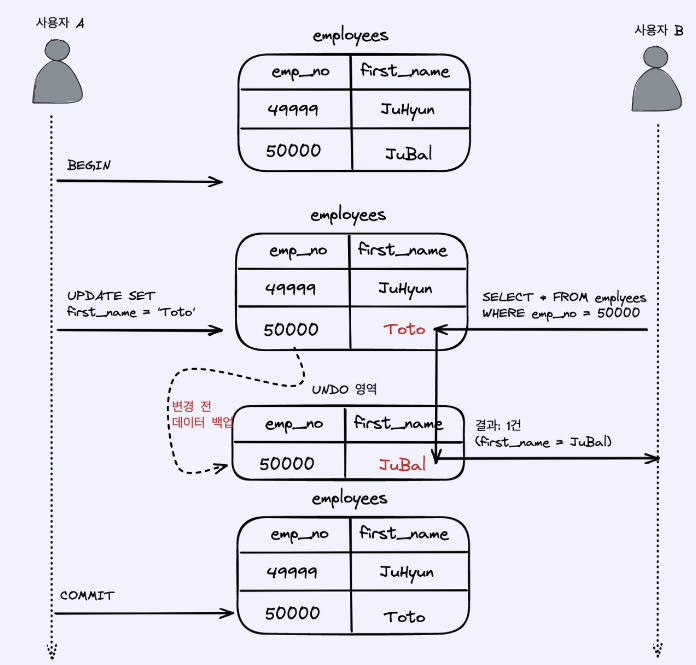 사용자 A
사용자 B
employees
emp_no first_name
49999 JuHyun
50000 JuBal
BEGIN
employees
emp_no first_name
49999 JuHyun
50000 Toto
UPDATE SET
first_name = 'Toto'
SELECT * FROM emplyees
WHERE emp_no = 50000
변경 전
데이터 백업
UNDO 영역
emp_no first_name
50000 JuBal
결과: 1건
(first_name = JuBal)
employees
emp_no first_name
49999 JuHyun
50000 Toto
COMMIT